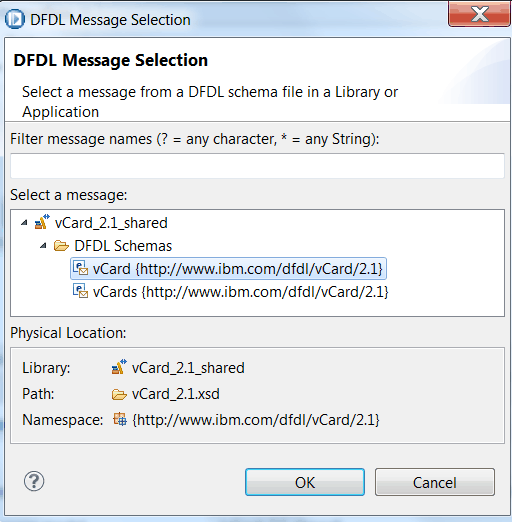 DFDL Message Selection
DFDL Message Selection
Select a message from a DFDL schema file in a Library or
Application
Filter message names (? = any character, * = any String):
Select a message:
vCard_2.1_shared
DFDL Schemas
vCard {http://www.ibm.com/dfdl/vCard/2.1}
vCards {http://www.ibm.com/dfdl/vCard/2.1}
Physical Location:
Library: vCard_2.1_shared
Path: vCard_2.1.xsd
Namespace: {http://www.ibm.com/dfdl/vCard/2.1}
OK Cancel